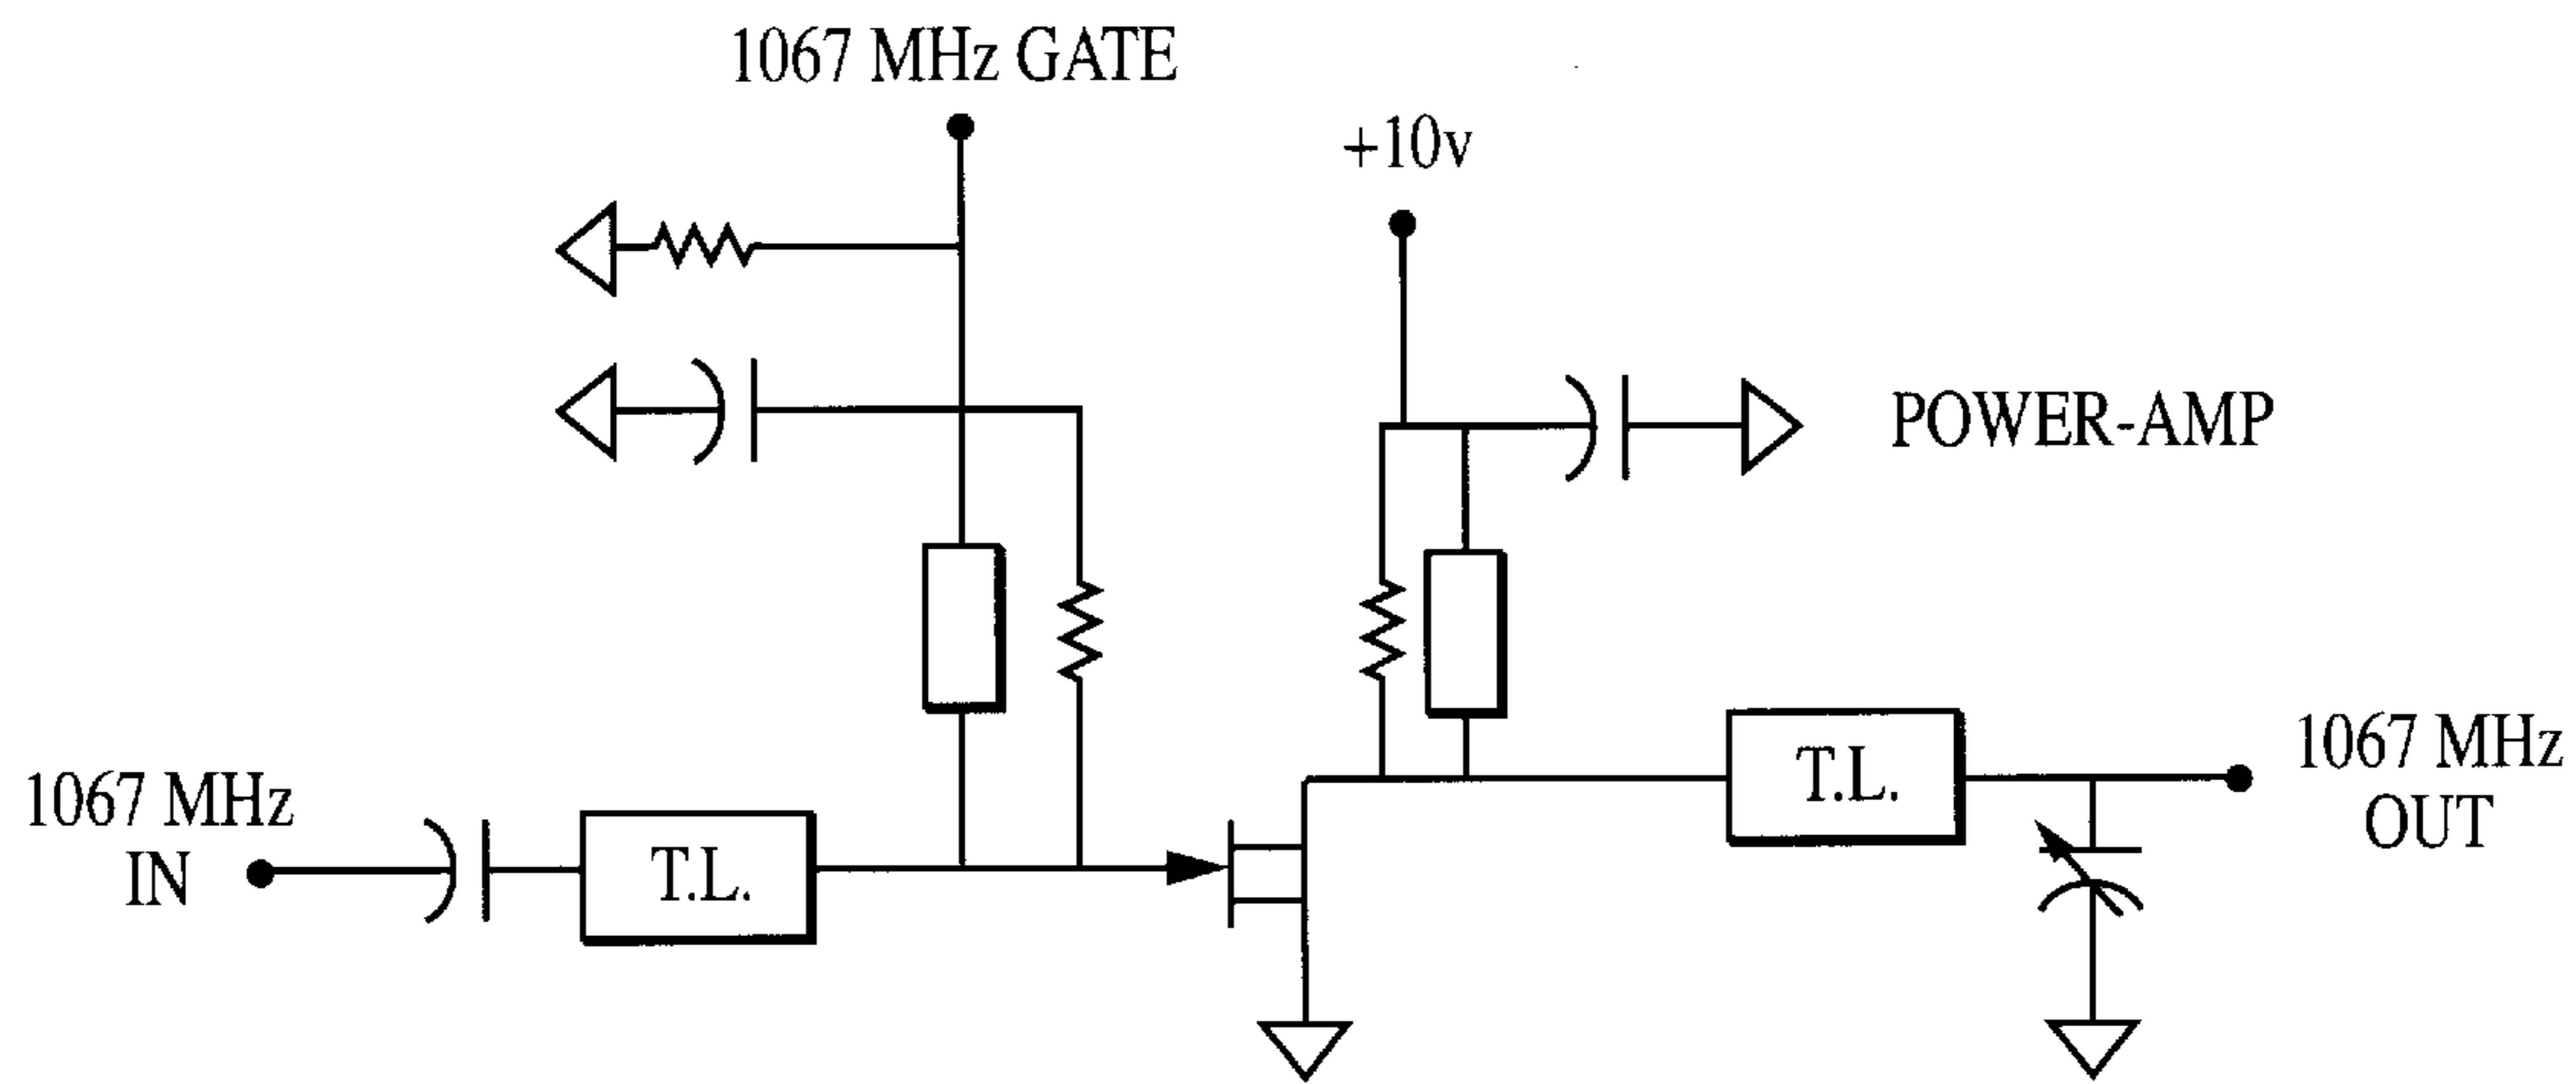 1067 MHz GATE
+10v
POWER-AMP
1067 MHz
IN
T.L.
T.L.
1067 MHz
OUT